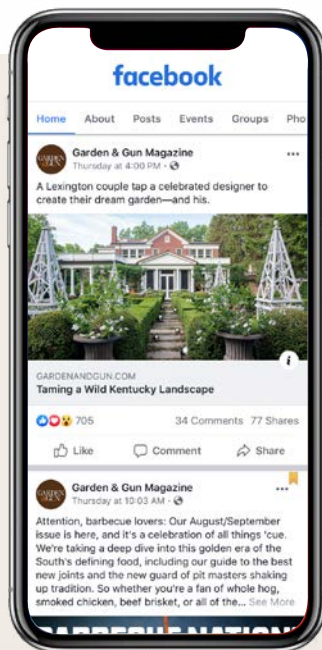 facebook
Home About Posts Events Groups Pho
GARDEN & GUN
Garden & Gun Magazine
Thursday at 4:00 PM ·
A Lexington couple tap a celebrated designer to
create their dream garden—and his.
i
GARDENANDGUN.COM
Taming a Wild Kentucky Landscape
705 34 Comments 77 Shares
Like Comment Share
Garden & Gun Magazine
Thursday at 10:03 AM ·
Attention, barbecue lovers: Our August/September
issue is here, and it's a celebration of all things 'cue.
We're taking a deep dive into this golden era of the
South's defining food, including our guide to the best
new joints and the new guard of pit masters shaking
up tradition. So whether you're a fan of whole hog,
smoked chicken, beef brisket, or all of the... See More
BARBECUE NATION